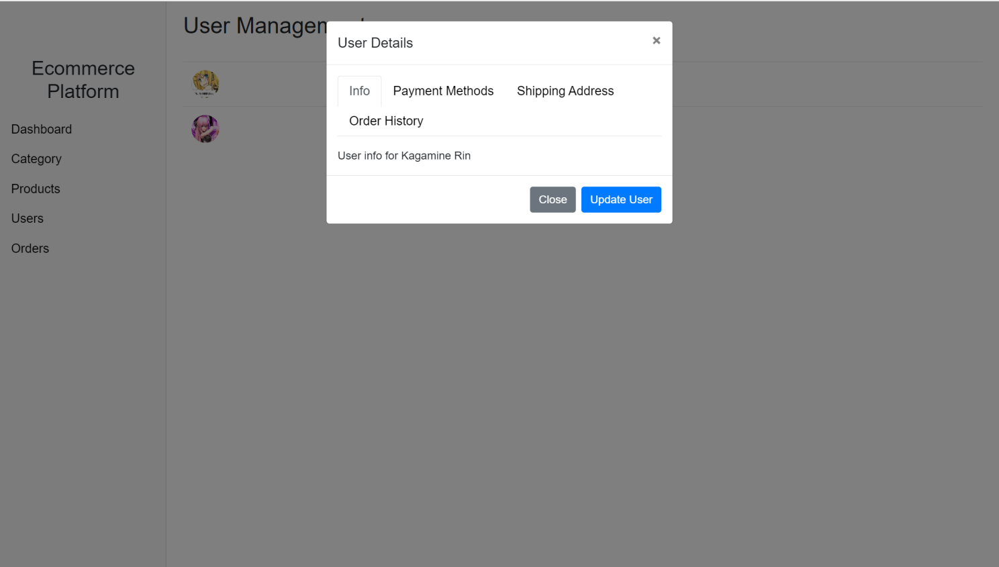 User Managem
Ecommerce
Platform
Dashboard
Category
Products
Users
Orders
User Details
×
Info Payment Methods Shipping Address
Order History
User info for Kagamine Rin
Close Update User